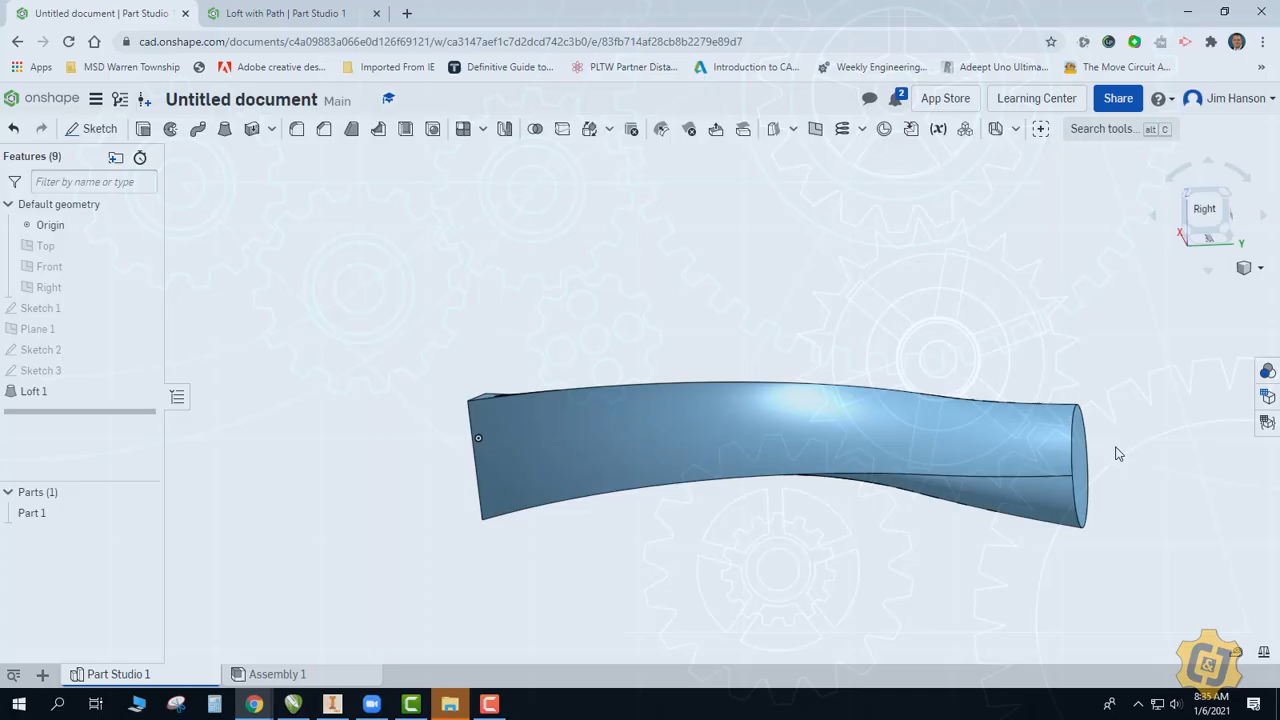 Untitled document | Part Studio 1
Loft with Path | Part Studio 1
cad.onshape.com/documents/c4a09883a066e0d126f69121/w/ca3147aef1c7d2dcd742c3b0/e/83fb714af28cb8b2279e89d7
Apps
MSD Warren Township
Adobe creative des...
Imported From IE
Definitive Guide to...
PLTW Partner Dista...
Introduction to CA...
Weekly Engineering...
Adeept Uno Ultima...
The Move Circuit A...
onshape
Untitled document
Main
2
App Store
Learning Center
Share
Jim Hanson
Sketch
Search tools...
alt
C
Features (9)
Filter by name or type
Default geometry
Origin
Top
Front
Right
Sketch 1
Plane 1
Sketch 2
Sketch 3
Loft 1
Parts (1)
Part 1
Right
X
Y
Part Studio 1
Assembly 1
C&J
8:35 AM
1/6/2021